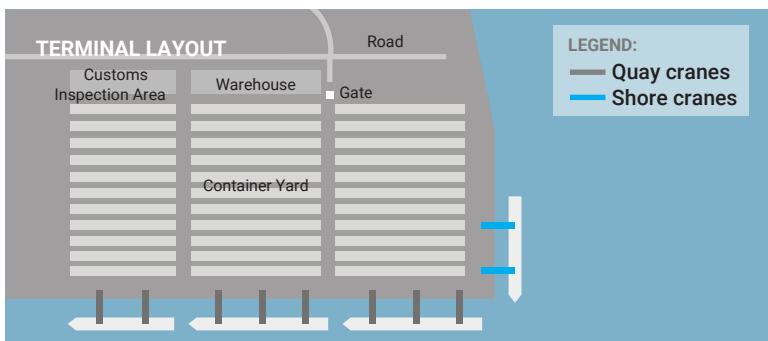 TERMINAL LAYOUT
Road
LEGEND:
Quay cranes
Shore cranes
Customs
Inspection Area
Warehouse
Gate
Container Yard